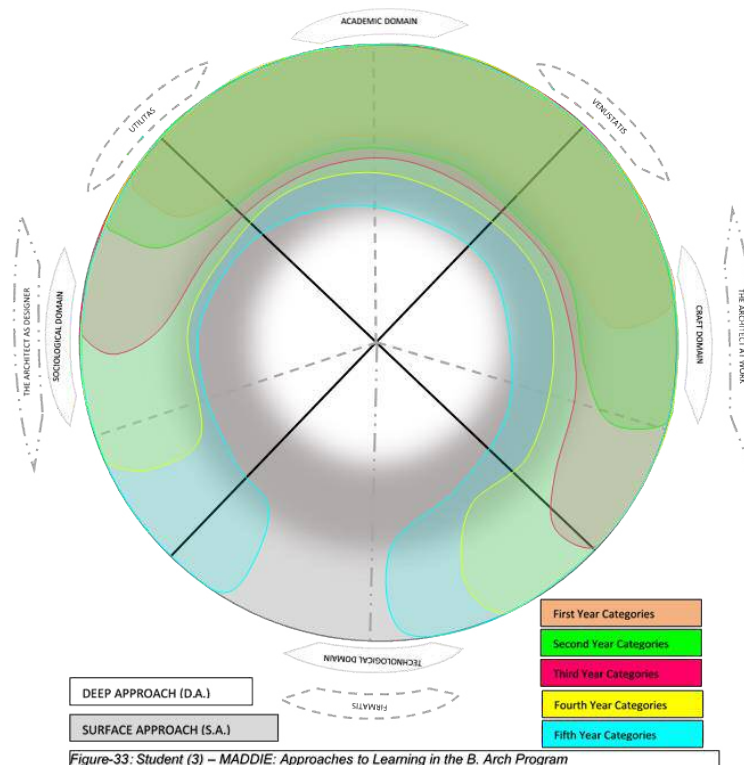 ACADEMIC DOMAIN
UTILITAS
VENUSTATIS
THE ARCHITECT AS DESIGNER
SOCIOLOGICAL DOMAIN
CRAFT DOMAIN
THE ARCHITECT AT WORK
TECHNOLOGICAL DOMAIN
FIRMATIS
DEEP APPROACH (D.A.)
SURFACE APPROACH (S.A.)
First Year Categories
Second Year Categories
Third Year Categories
Fourth Year Categories
Fifth Year Categories
Figure-33: Student (3) – MADDIE: Approaches to Learning in the B. Arch Program